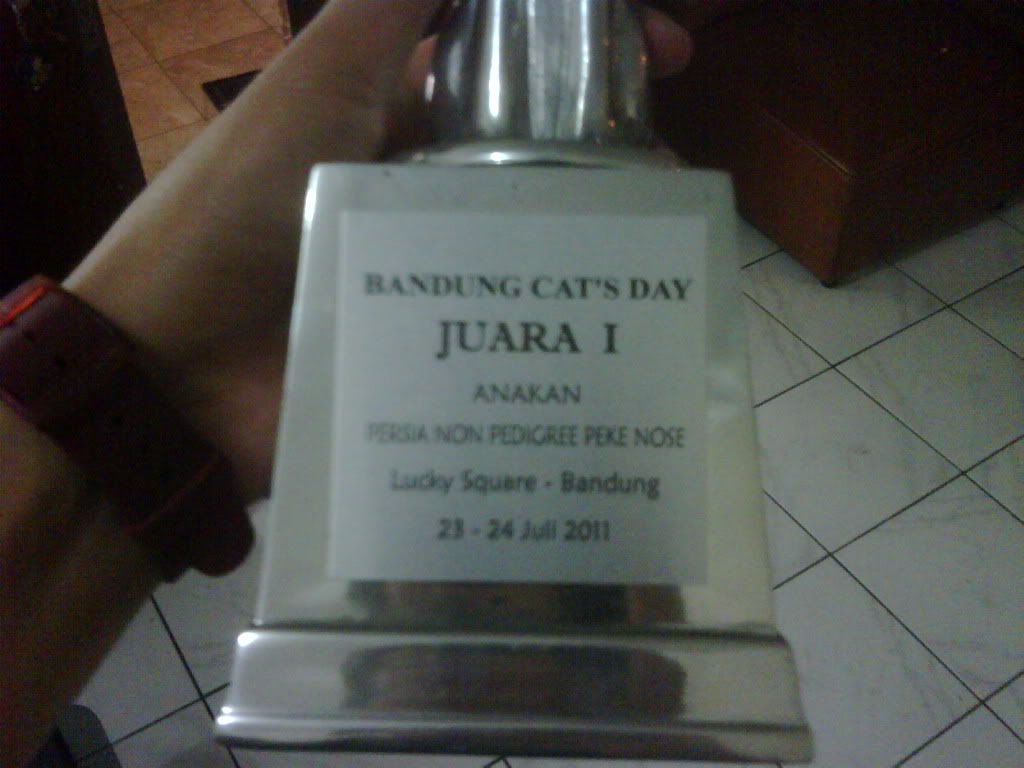 BANDUNG CAT'S DAY
JUARA I
ANAKAN
PERSIA NON PEDIGREE PEKE NOSE
Lucky Square - Bandung
23 - 24 Juli 2011